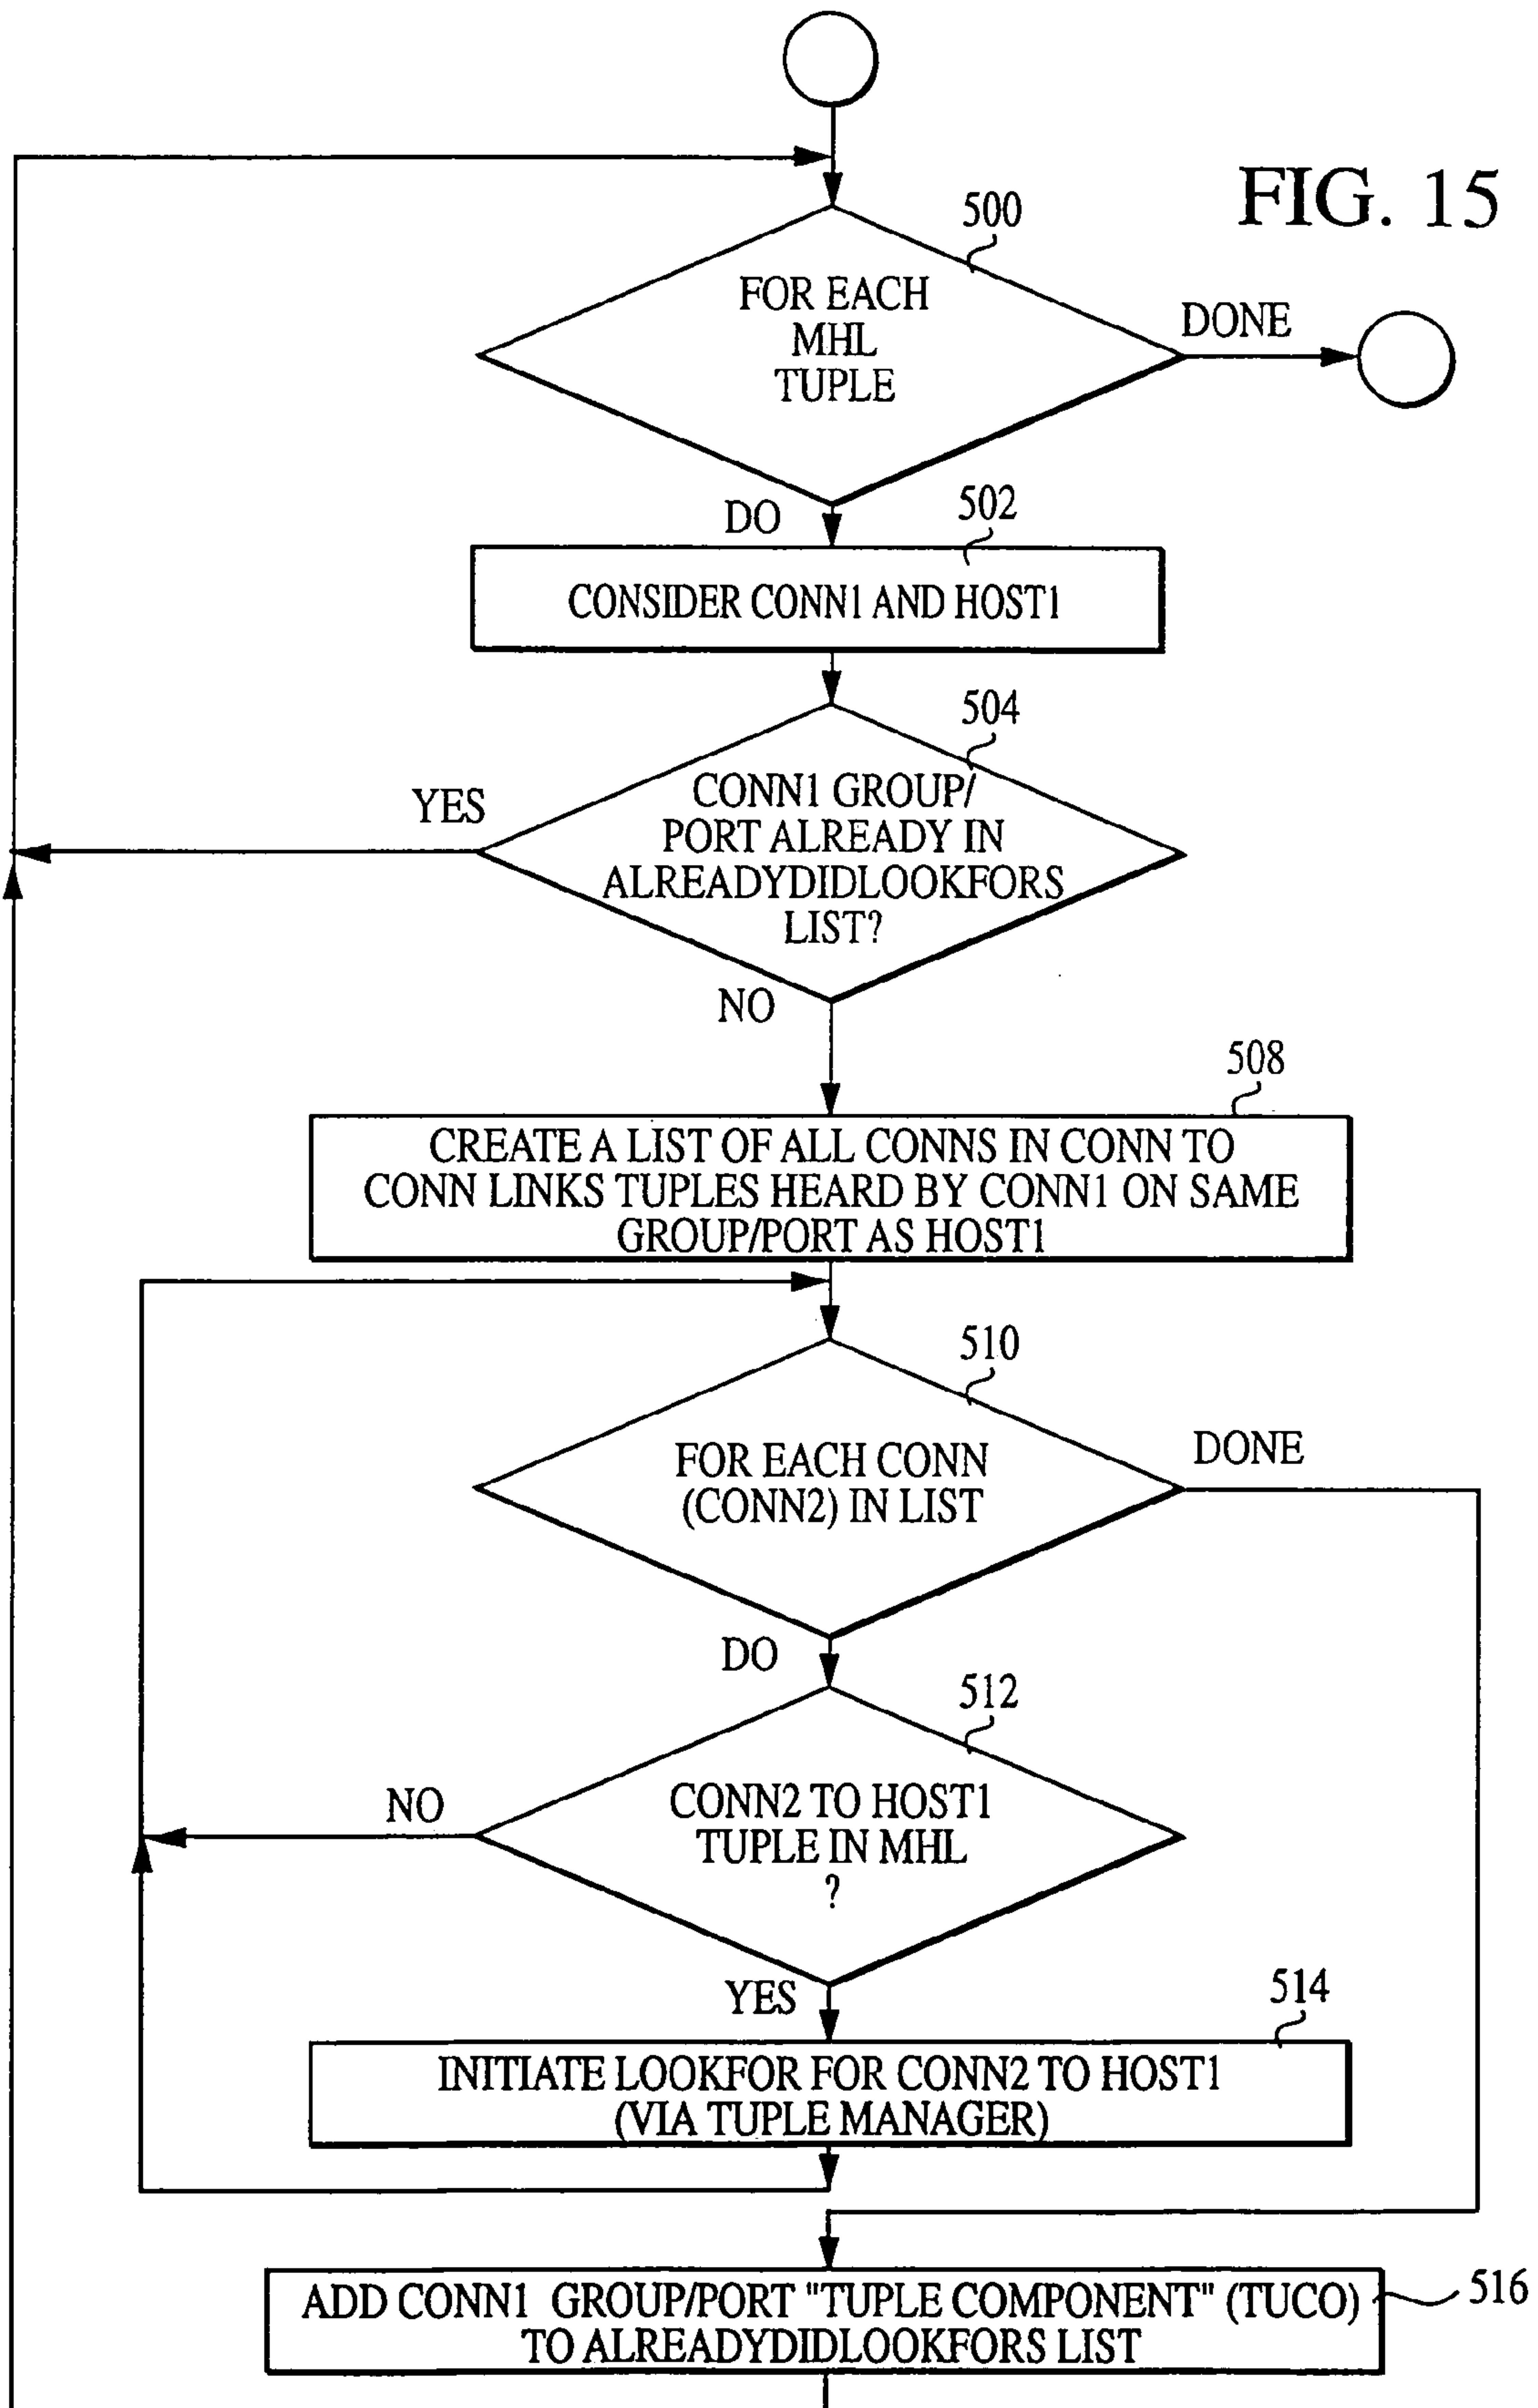 FIG. 15
500
FOR EACH
MHL
TUPLE
DONE
DO
502
CONSIDER CONN1 AND HOST1
504
CONN1 GROUP/
PORT ALREADY IN
ALREADYDIDLOOKFORS
LIST?
YES
NO
508
CREATE A LIST OF ALL CONNS IN CONN TO
CONN LINKS TUPLES HEARD BY CONN1 ON SAME
GROUP/PORT AS HOST1
510
FOR EACH CONN
(CONN2) IN LIST
DONE
DO
512
CONN2 TO HOST1
TUPLE IN MHL
?
NO
YES
514
INITIATE LOOKFOR FOR CONN2 TO HOST1
(VIA TUPLE MANAGER)
ADD CONN1 GROUP/PORT "TUPLE COMPONENT" (TUCO)
TO ALREADYDIDLOOKFORS LIST
516